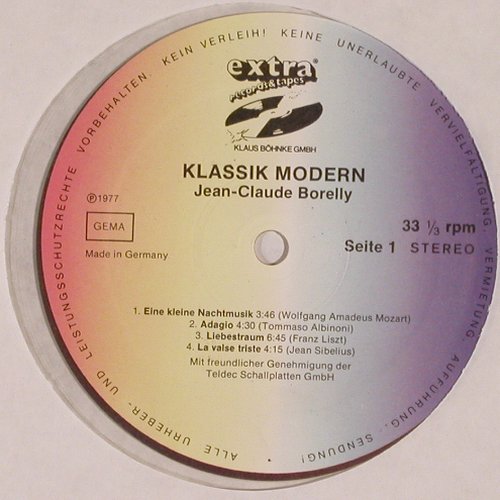 ALLE URHEBER- UND LEISTUNGSSCHUTZRECHTE VORBEHALTEN. KEIN VERLEIH! KEINE UNERLAUBTE VERVIELFÄLTIGUNG, VERMIETUNG, AUFFÜHRUNG, SENDUNG!
extra®
records & tapes
KLAUS BÖHNKE GMBH
KLASSIK MODERN
Jean-Claude Borelly
℗ 1977
GEMA
Made in Germany
33 ⅓ rpm
Seite 1 STEREO
1. Eine kleine Nachtmusik 3:46 (Wolfgang Amadeus Mozart)
2. Adagio 4:30 (Tommaso Albinoni)
3. Liebestraum 6:45 (Franz Liszt)
4. La valse triste 4:15 (Jean Sibelius)
Mit freundlicher Genehmigung der
Teldec Schallplatten GmbH